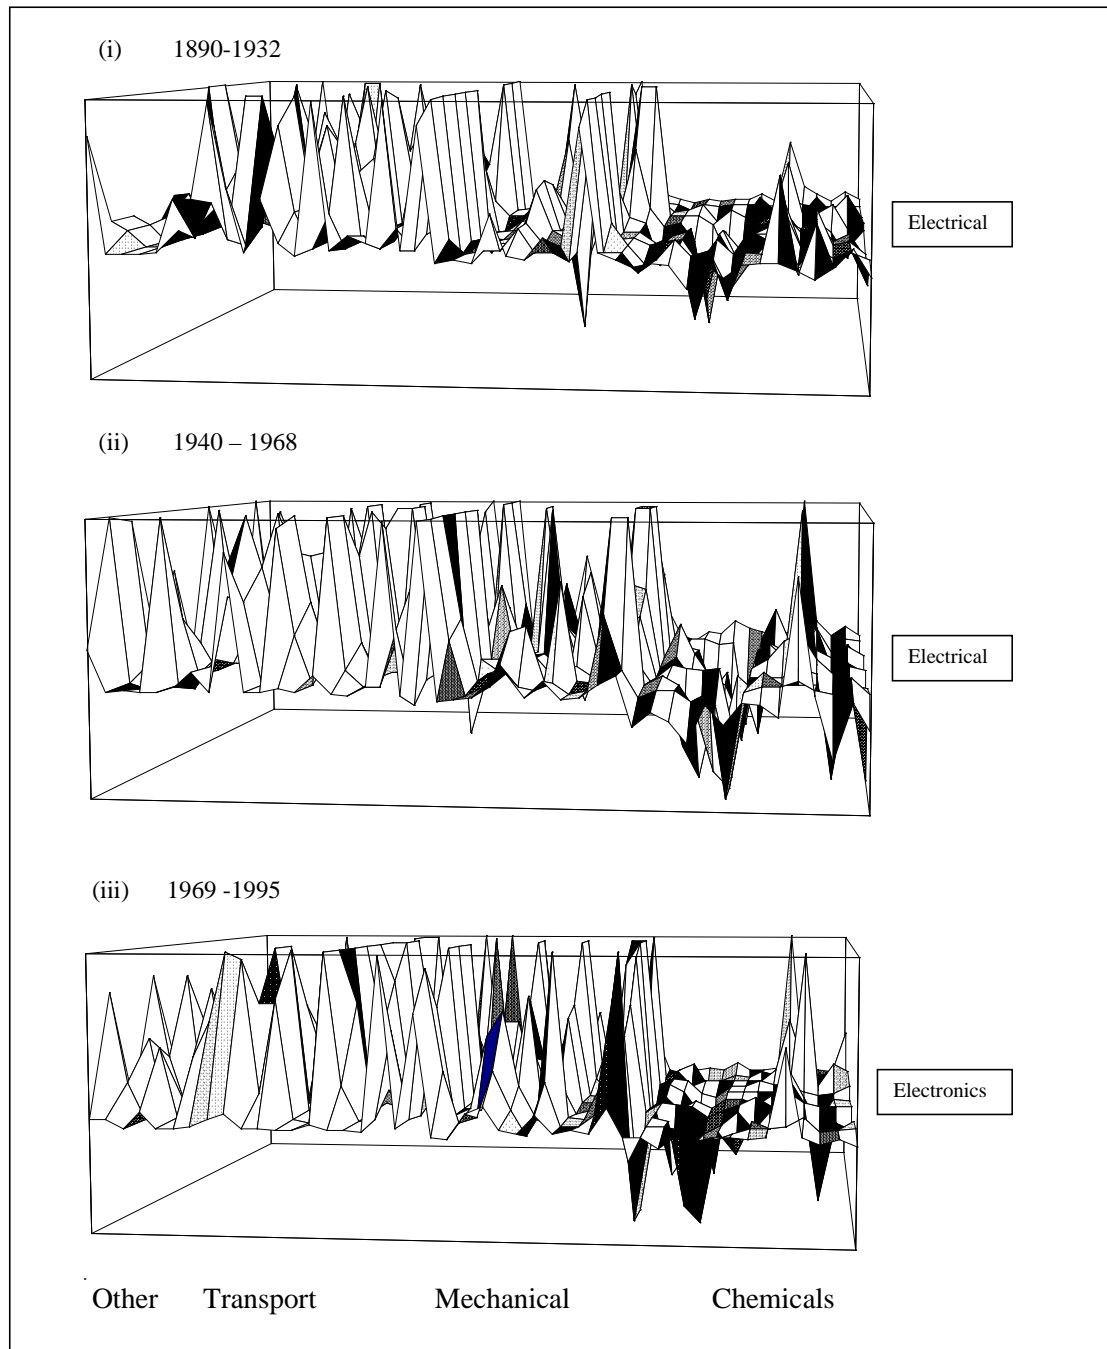 (i) 1890-1932
Electrical
(ii) 1940 – 1968
Electrical
(iii) 1969 -1995
Electronics
.
Other Transport Mechanical Chemicals